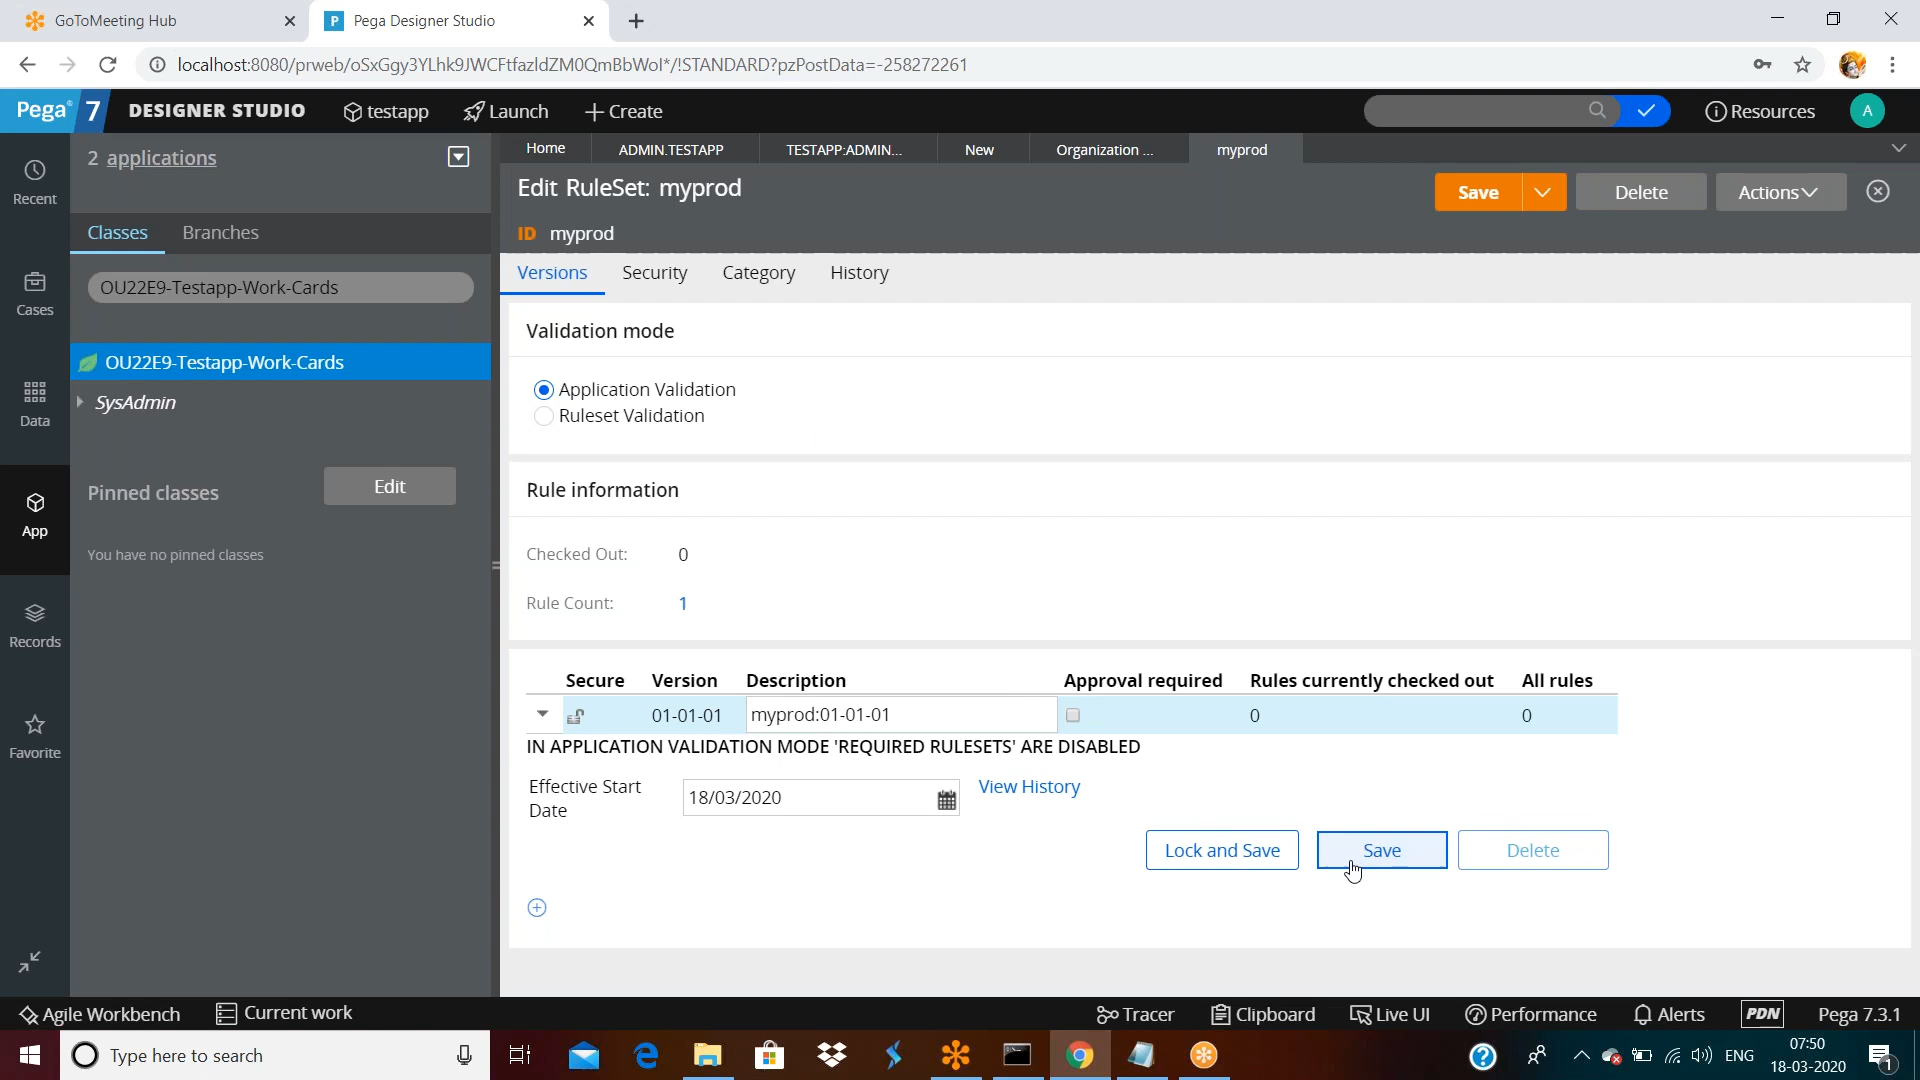 GoToMeeting Hub
Pega Designer Studio
localhost:8080/prweb/oSxGgy3YLhk9JWCFtfazldZM0QmBbWoI*/!STANDARD?pzPostData=-258272261
Pega 7 DESIGNER STUDIO testapp Launch Create Resources A
2 applications
Home ADMIN.TESTAPP TESTAPP:ADMIN... New Organization ... myprod
Recent
Edit RuleSet: myprod
Save Delete Actions
ID myprod
Classes Branches
Versions Security Category History
OU22E9-Testapp-Work-Cards
Cases
Validation mode
OU22E9-Testapp-Work-Cards
Application Validation
SysAdmin
Ruleset Validation
Data
Pinned classes Edit
Rule information
App
You have no pinned classes
Checked Out: 0
Rule Count: 1
Records
Secure Version Description Approval required Rules currently checked out All rules
01-01-01 myprod:01-01-01 0 0
Favorite
IN APPLICATION VALIDATION MODE 'REQUIRED RULESETS' ARE DISABLED
Effective Start
Date
18/03/2020
View History
Lock and Save Save Delete
Agile Workbench Current work Tracer Clipboard Live UI Performance Alerts PDN Pega 7.3.1
Type here to search
ENG
07:50
18-03-2020
1